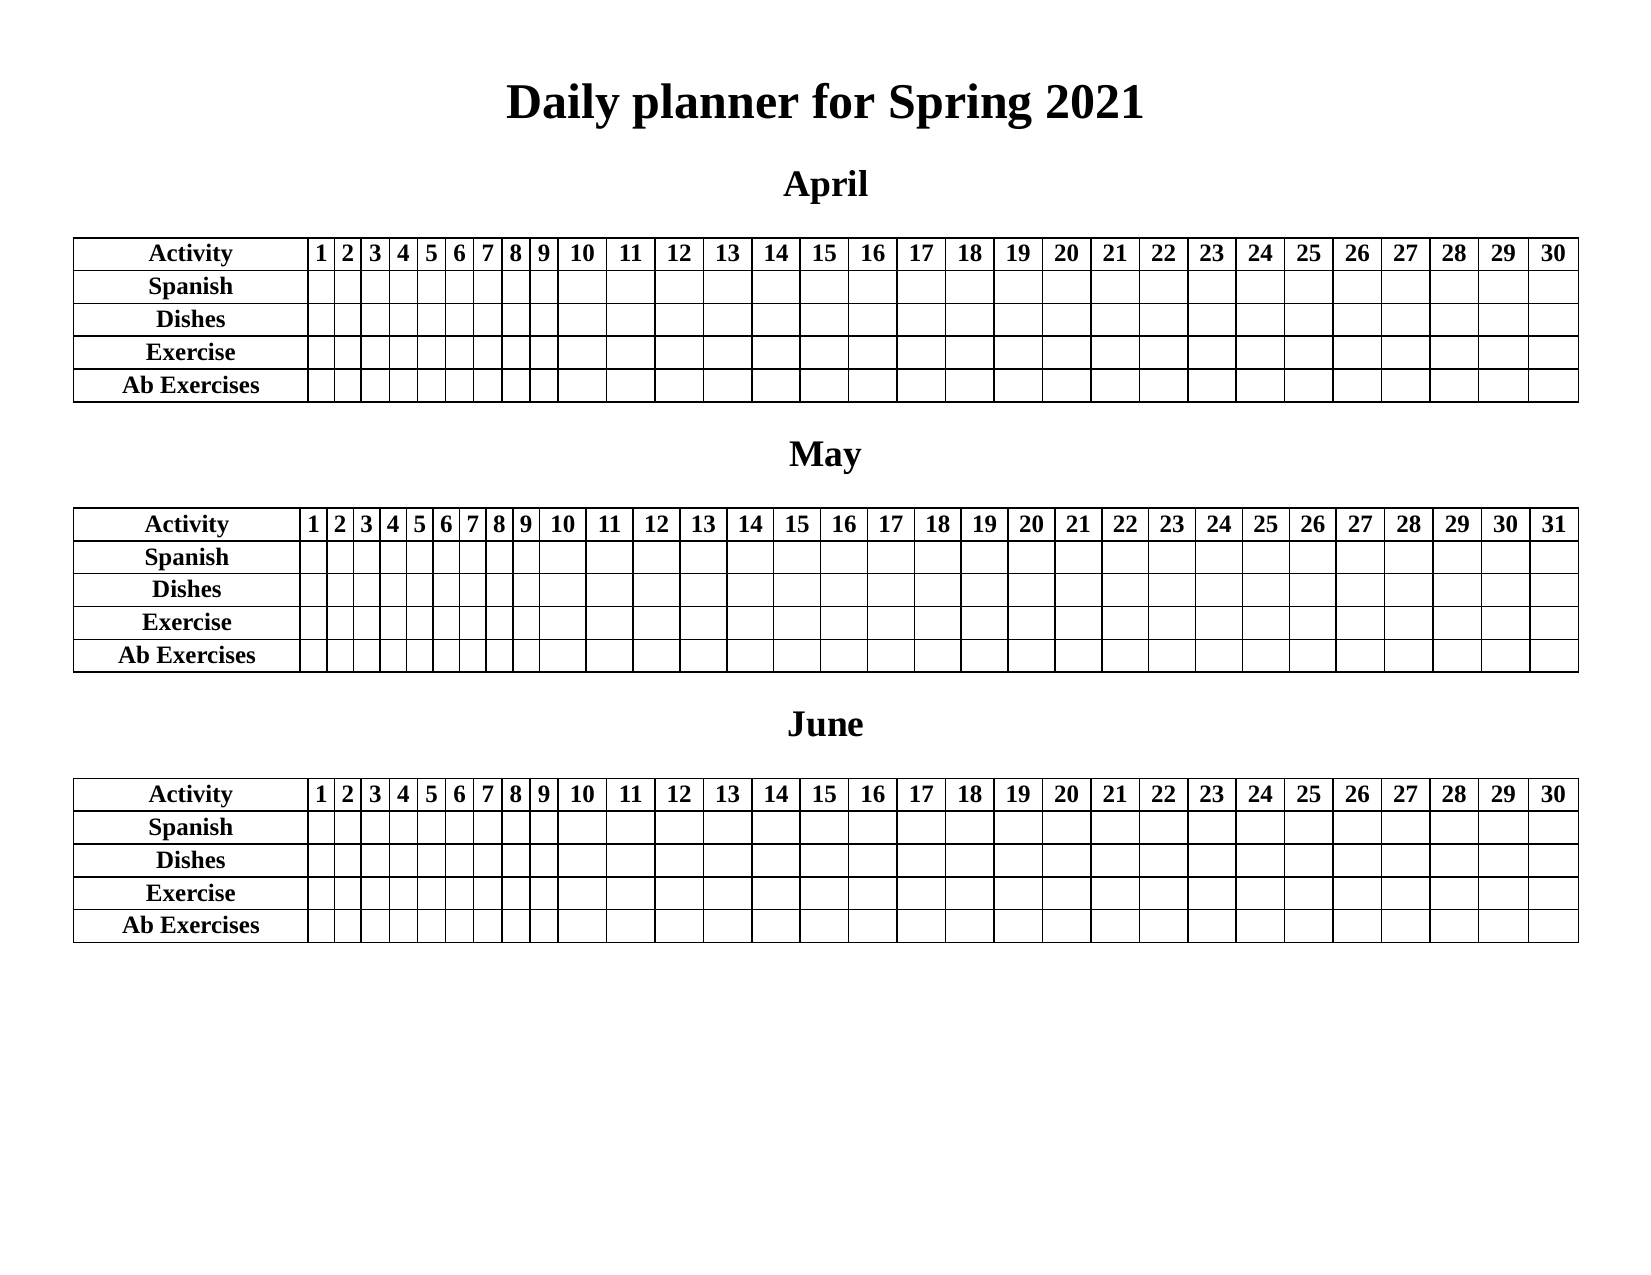 Daily planner for Spring 2021
April
Activity 1 2 3 4 5 6 7 8 9 10 11 12 13 14 15 16 17 18 19 20 21 22 23 24 25 26 27 28 29 30
Spanish
Dishes
Exercise
Ab Exercises
May
Activity 1 2 3 4 5 6 7 8 9 10 11 12 13 14 15 16 17 18 19 20 21 22 23 24 25 26 27 28 29 30 31
Spanish
Dishes
Exercise
Ab Exercises
June
Activity 1 2 3 4 5 6 7 8 9 10 11 12 13 14 15 16 17 18 19 20 21 22 23 24 25 26 27 28 29 30
Spanish
Dishes
Exercise
Ab Exercises